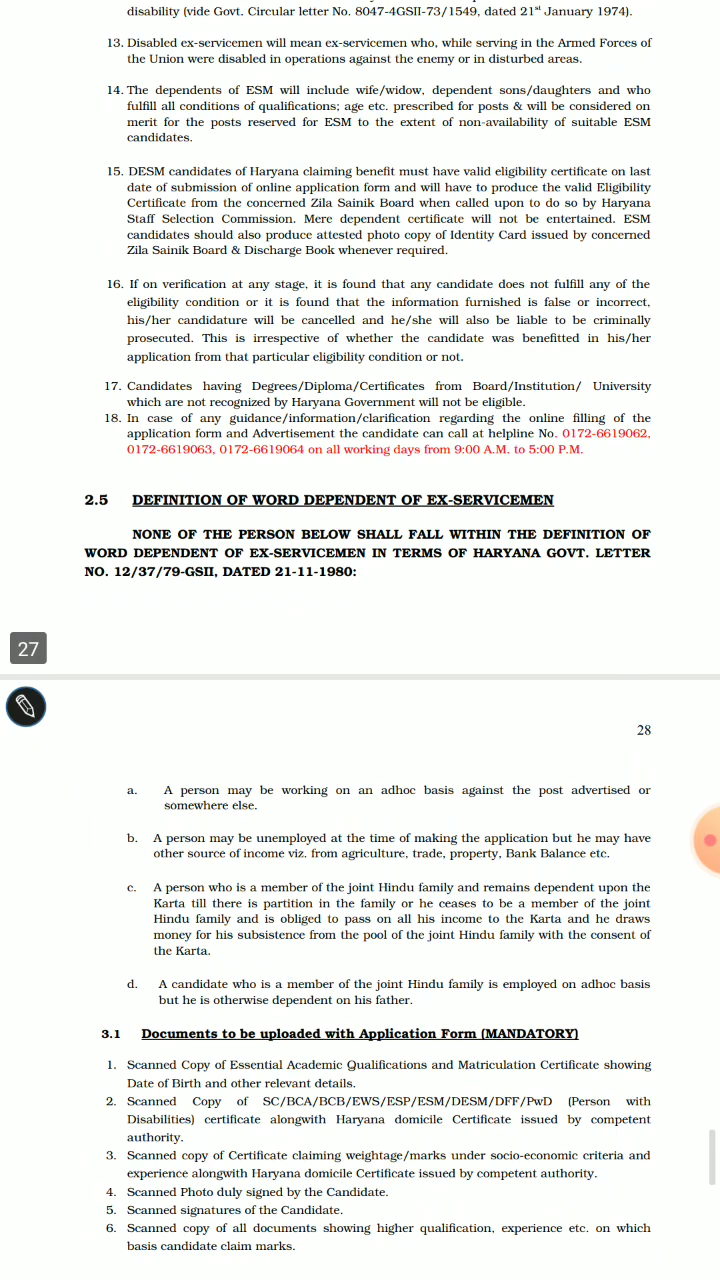 disability (vide Govt. Circular letter No. 8047-4GSII-73/1549, dated 21st January 1974).
13. Disabled ex-servicemen will mean ex-servicemen who, while serving in the Armed Forces of
the Union were disabled in operations against the enemy or in disturbed areas.
14. The dependents of ESM will include wife/widow, dependent sons/daughters and who
fulfill all conditions of qualifications; age etc. prescribed for posts & will be considered on
merit for the posts reserved for ESM to the extent of non-availability of suitable ESM
candidates.
15. DESM candidates of Haryana claiming benefit must have valid eligibility certificate on last
date of submission of online application form and will have to produce the valid Eligibility
Certificate from the concerned Zila Sainik Board when called upon to do so by Haryana
Staff Selection Commission. Mere dependent certificate will not be entertained. ESM
candidates should also produce attested photo copy of Identity Card issued by concerned
Zila Sainik Board & Discharge Book whenever required.
16. If on verification at any stage, it is found that any candidate does not fulfill any of the
eligibility condition or it is found that the information furnished is false or incorrect,
his/her candidature will be cancelled and he/she will also be liable to be criminally
prosecuted. This is irrespective of whether the candidate was benefitted in his/her
application from that particular eligibility condition or not.
17. Candidates having Degrees/Diploma/Certificates from Board/Institution/ University
which are not recognized by Haryana Government will not be eligible.
18. In case of any guidance/information/clarification regarding the online filling of the
application form and Advertisement the candidate can call at helpline No. 0172-6619062,
0172-6619063, 0172-6619064 on all working days from 9:00 A.M. to 5:00 P.M.
2.5 DEFINITION OF WORD DEPENDENT OF EX-SERVICEMEN
NONE OF THE PERSON BELOW SHALL FALL WITHIN THE DEFINITION OF
WORD DEPENDENT OF EX-SERVICEMEN IN TERMS OF HARYANA GOVT. LETTER
NO. 12/37/79-GSII, DATED 21-11-1980:
27
28
a. A person may be working on an adhoc basis against the post advertised or
somewhere else.
b. A person may be unemployed at the time of making the application but he may have
other source of income viz. from agriculture, trade, property, Bank Balance etc.
c. A person who is a member of the joint Hindu family and remains dependent upon the
Karta till there is partition in the family or he ceases to be a member of the joint
Hindu family and is obliged to pass on all his income to the Karta and he draws
money for his subsistence from the pool of the joint Hindu family with the consent of
the Karta.
d. A candidate who is a member of the joint Hindu family is employed on adhoc basis
but he is otherwise dependent on his father.
3.1 Documents to be uploaded with Application Form (MANDATORY)
1. Scanned Copy of Essential Academic Qualifications and Matriculation Certificate showing
Date of Birth and other relevant details.
2. Scanned Copy of SC/BCA/BCB/EWS/ESP/ESM/DESM/DFF/PwD (Person with
Disabilities) certificate alongwith Haryana domicile Certificate issued by competent
authority.
3. Scanned copy of Certificate claiming weightage/marks under socio-economic criteria and
experience alongwith Haryana domicile Certificate issued by competent authority.
4. Scanned Photo duly signed by the Candidate.
5. Scanned signatures of the Candidate.
6. Scanned copy of all documents showing higher qualification, experience etc. on which
basis candidate claim marks.